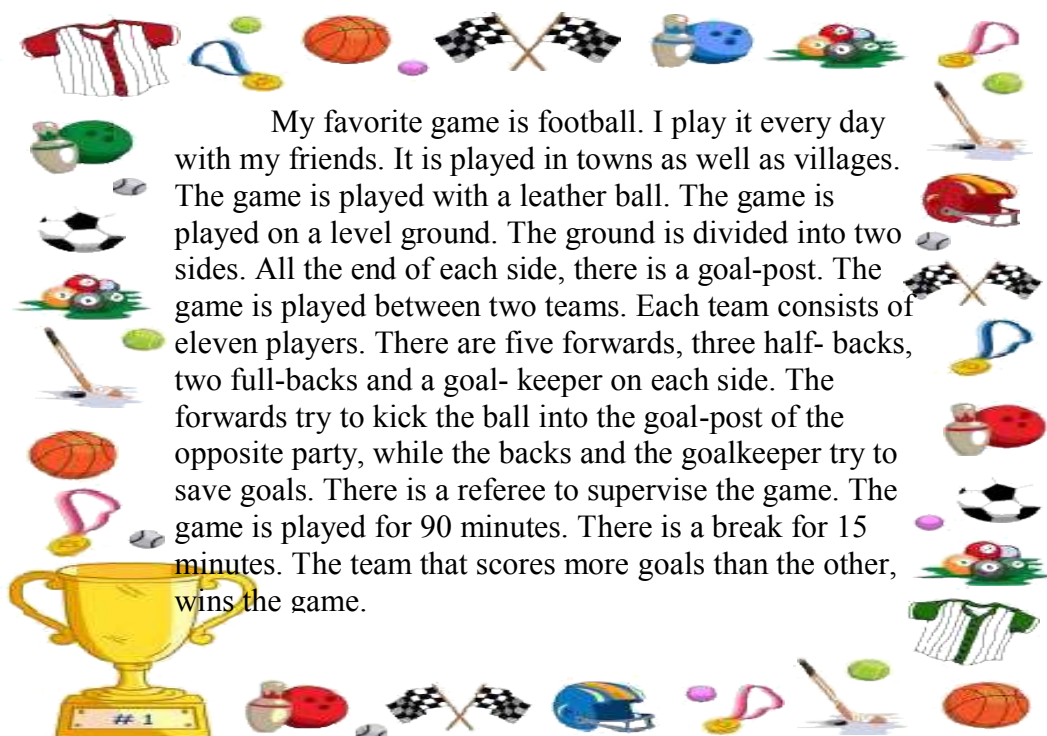 My favorite game is football. I play it every day
with my friends. It is played in towns as well as villages.
The game is played with a leather ball. The game is
played on a level ground. The ground is divided into two
sides. All the end of each side, there is a goal-post. The
game is played between two teams. Each team consists of
eleven players. There are five forwards, three half- backs,
two full-backs and a goal- keeper on each side. The
forwards try to kick the ball into the goal-post of the
opposite party, while the backs and the goalkeeper try to
save goals. There is a referee to supervise the game. The
game is played for 90 minutes. There is a break for 15
minutes. The team that scores more goals than the other,
wins the game.
# 1